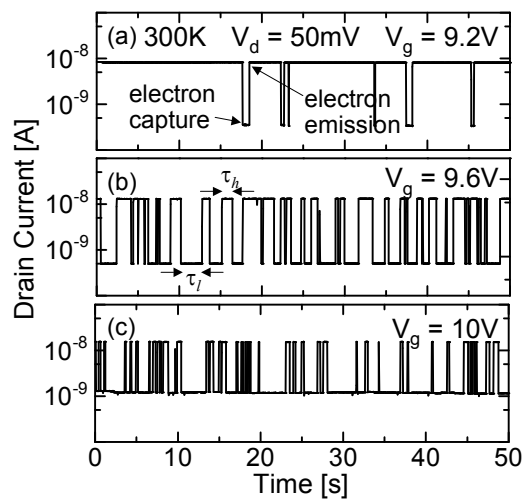 (a) 300K V_d = 50mV V_g = 9.2V
10^-8
10^-9
electron capture
electron emission
(b) V_g = 9.6V
τ_h
10^-8
10^-9
τ_l
(c) V_g = 10V
10^-8
10^-9
0 10 20 30 40 50
Time [s]
Drain Current [A]